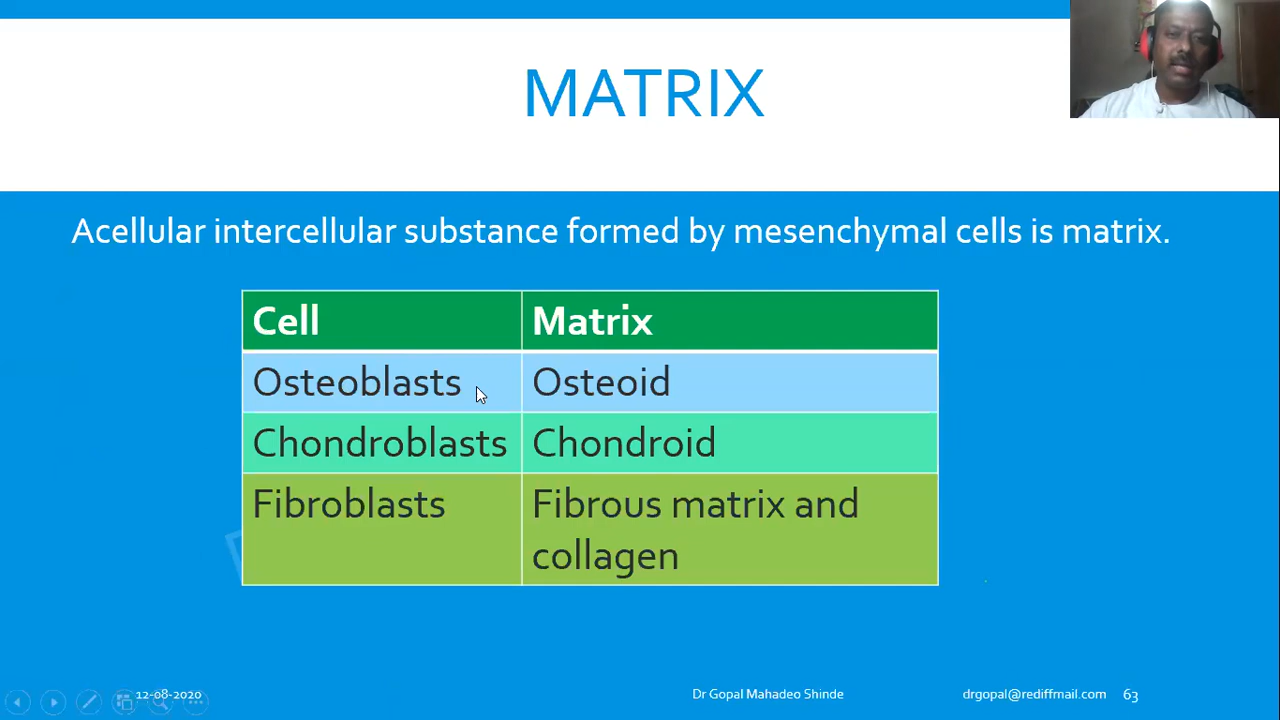 MATRIX
Acellular intercellular substance formed by mesenchymal cells is matrix.
Cell
Matrix
Osteoblasts
Osteoid
Chondroblasts
Chondroid
Fibroblasts
Fibrous matrix and
collagen
12-08-2020
Dr Gopal Mahadeo Shinde
drgopal@rediffmail.com
63